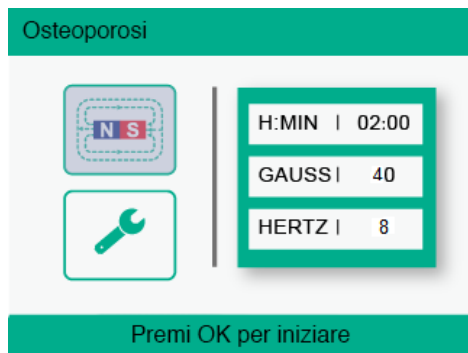 Osteoporosi
N S
H:MIN | 02:00
GAUSS | 40
HERTZ | 8
Premi OK per iniziare